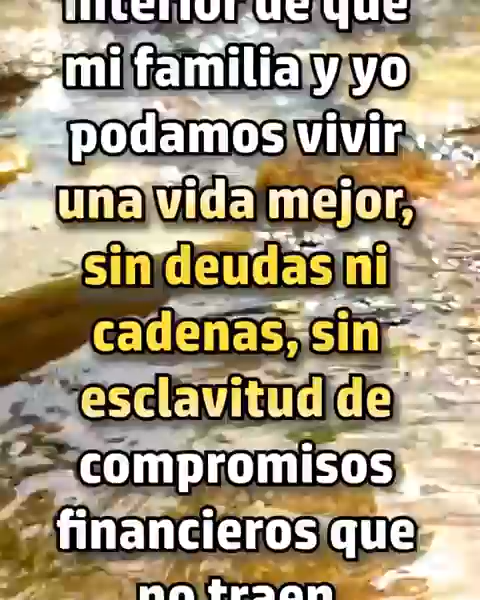 interior de que
mi familia y yo
podamos vivir
una vida mejor,
sin deudas ni
cadenas, sin
esclavitud de
compromisos
financieros que
no traen